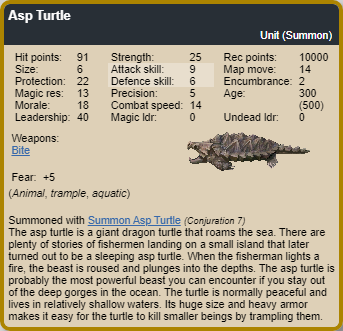 Asp Turtle
Unit (Summon)
Hit points: 91 Strength: 25 Rec points: 10000
Size: 6 Attack skill: 9 Map move: 14
Protection: 22 Defence skill: 6 Encumbrance: 2
Magic res: 13 Precision: 5 Age: 300
Morale: 18 Combat speed: 14 (500)
Leadership: 40 Magic ldr: 0 Undead ldr: 0
Weapons:
Bite
Fear: +5
(Animal, trample, aquatic)
Summoned with Summon Asp Turtle (Conjuration 7)
The asp turtle is a giant dragon turtle that roams the sea. There are
plenty of stories of fishermen landing on a small island that later
turned out to be a sleeping asp turtle. When the fisherman lights a
fire, the beast is roused and plunges into the depths. The asp turtle is
probably the most powerful beast you can encounter if you stay out
of the deep gorges in the ocean. The turtle is normally peaceful and
lives in relatively shallow waters. Its huge size and heavy armor
makes it easy for the turtle to kill smaller beings by trampling them.